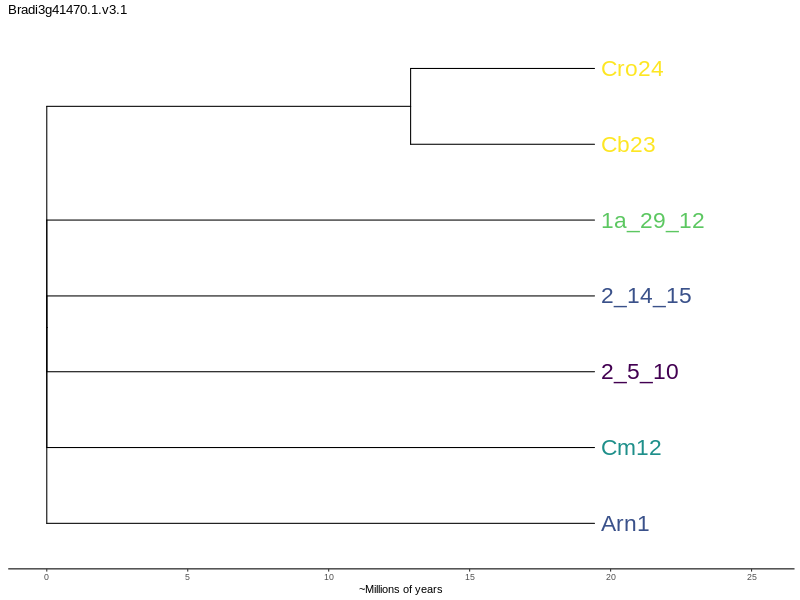 Bradi3g41470.1.v3.1
Cro24
Cb23
1a_29_12
2_14_15
2_5_10
Cm12
Arn1
0 5 10 15 20 25
~Millions of years